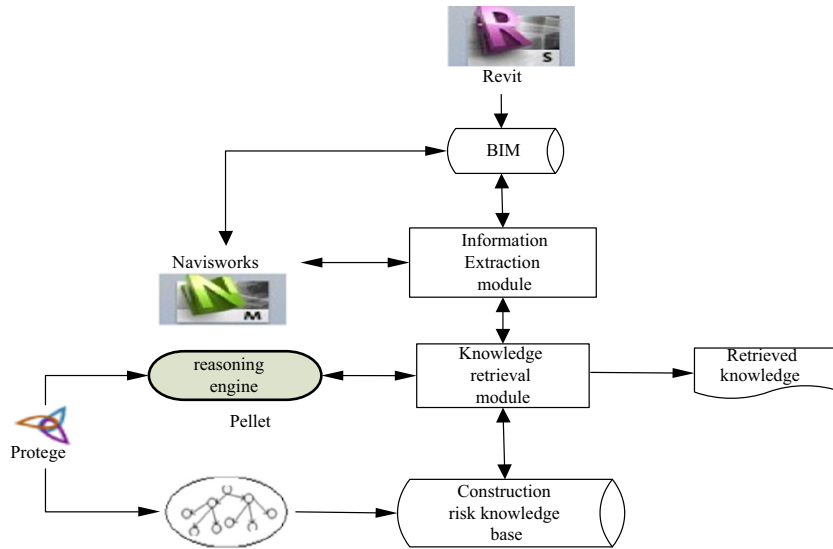 R
S
Revit
BIM
Information
Extraction
module
Navisworks
N
M
reasoning
engine
Pellet
Knowledge
retrieval
module
Retrieved
knowledge
Protege
Construction
risk knowledge
base